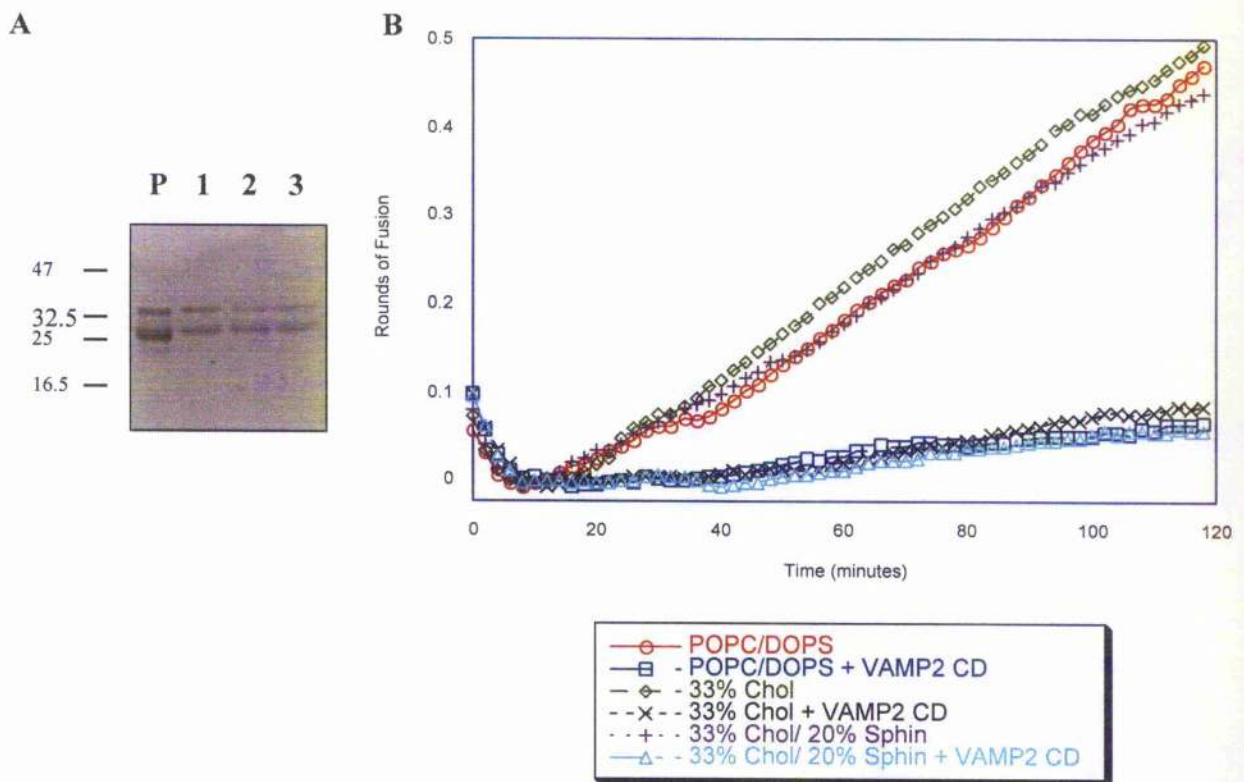 A
P 1 2 3
47
32.5
25
16.5
B
0.5
0.4
0.3
0.2
0.1
0
Rounds of Fusion
0 20 40 60 80 100 120
Time (minutes)
POPC/DOPS
POPC/DOPS + VAMP2 CD
33% Chol
33% Chol + VAMP2 CD
33% Chol/ 20% Sphin
33% Chol/ 20% Sphin + VAMP2 CD